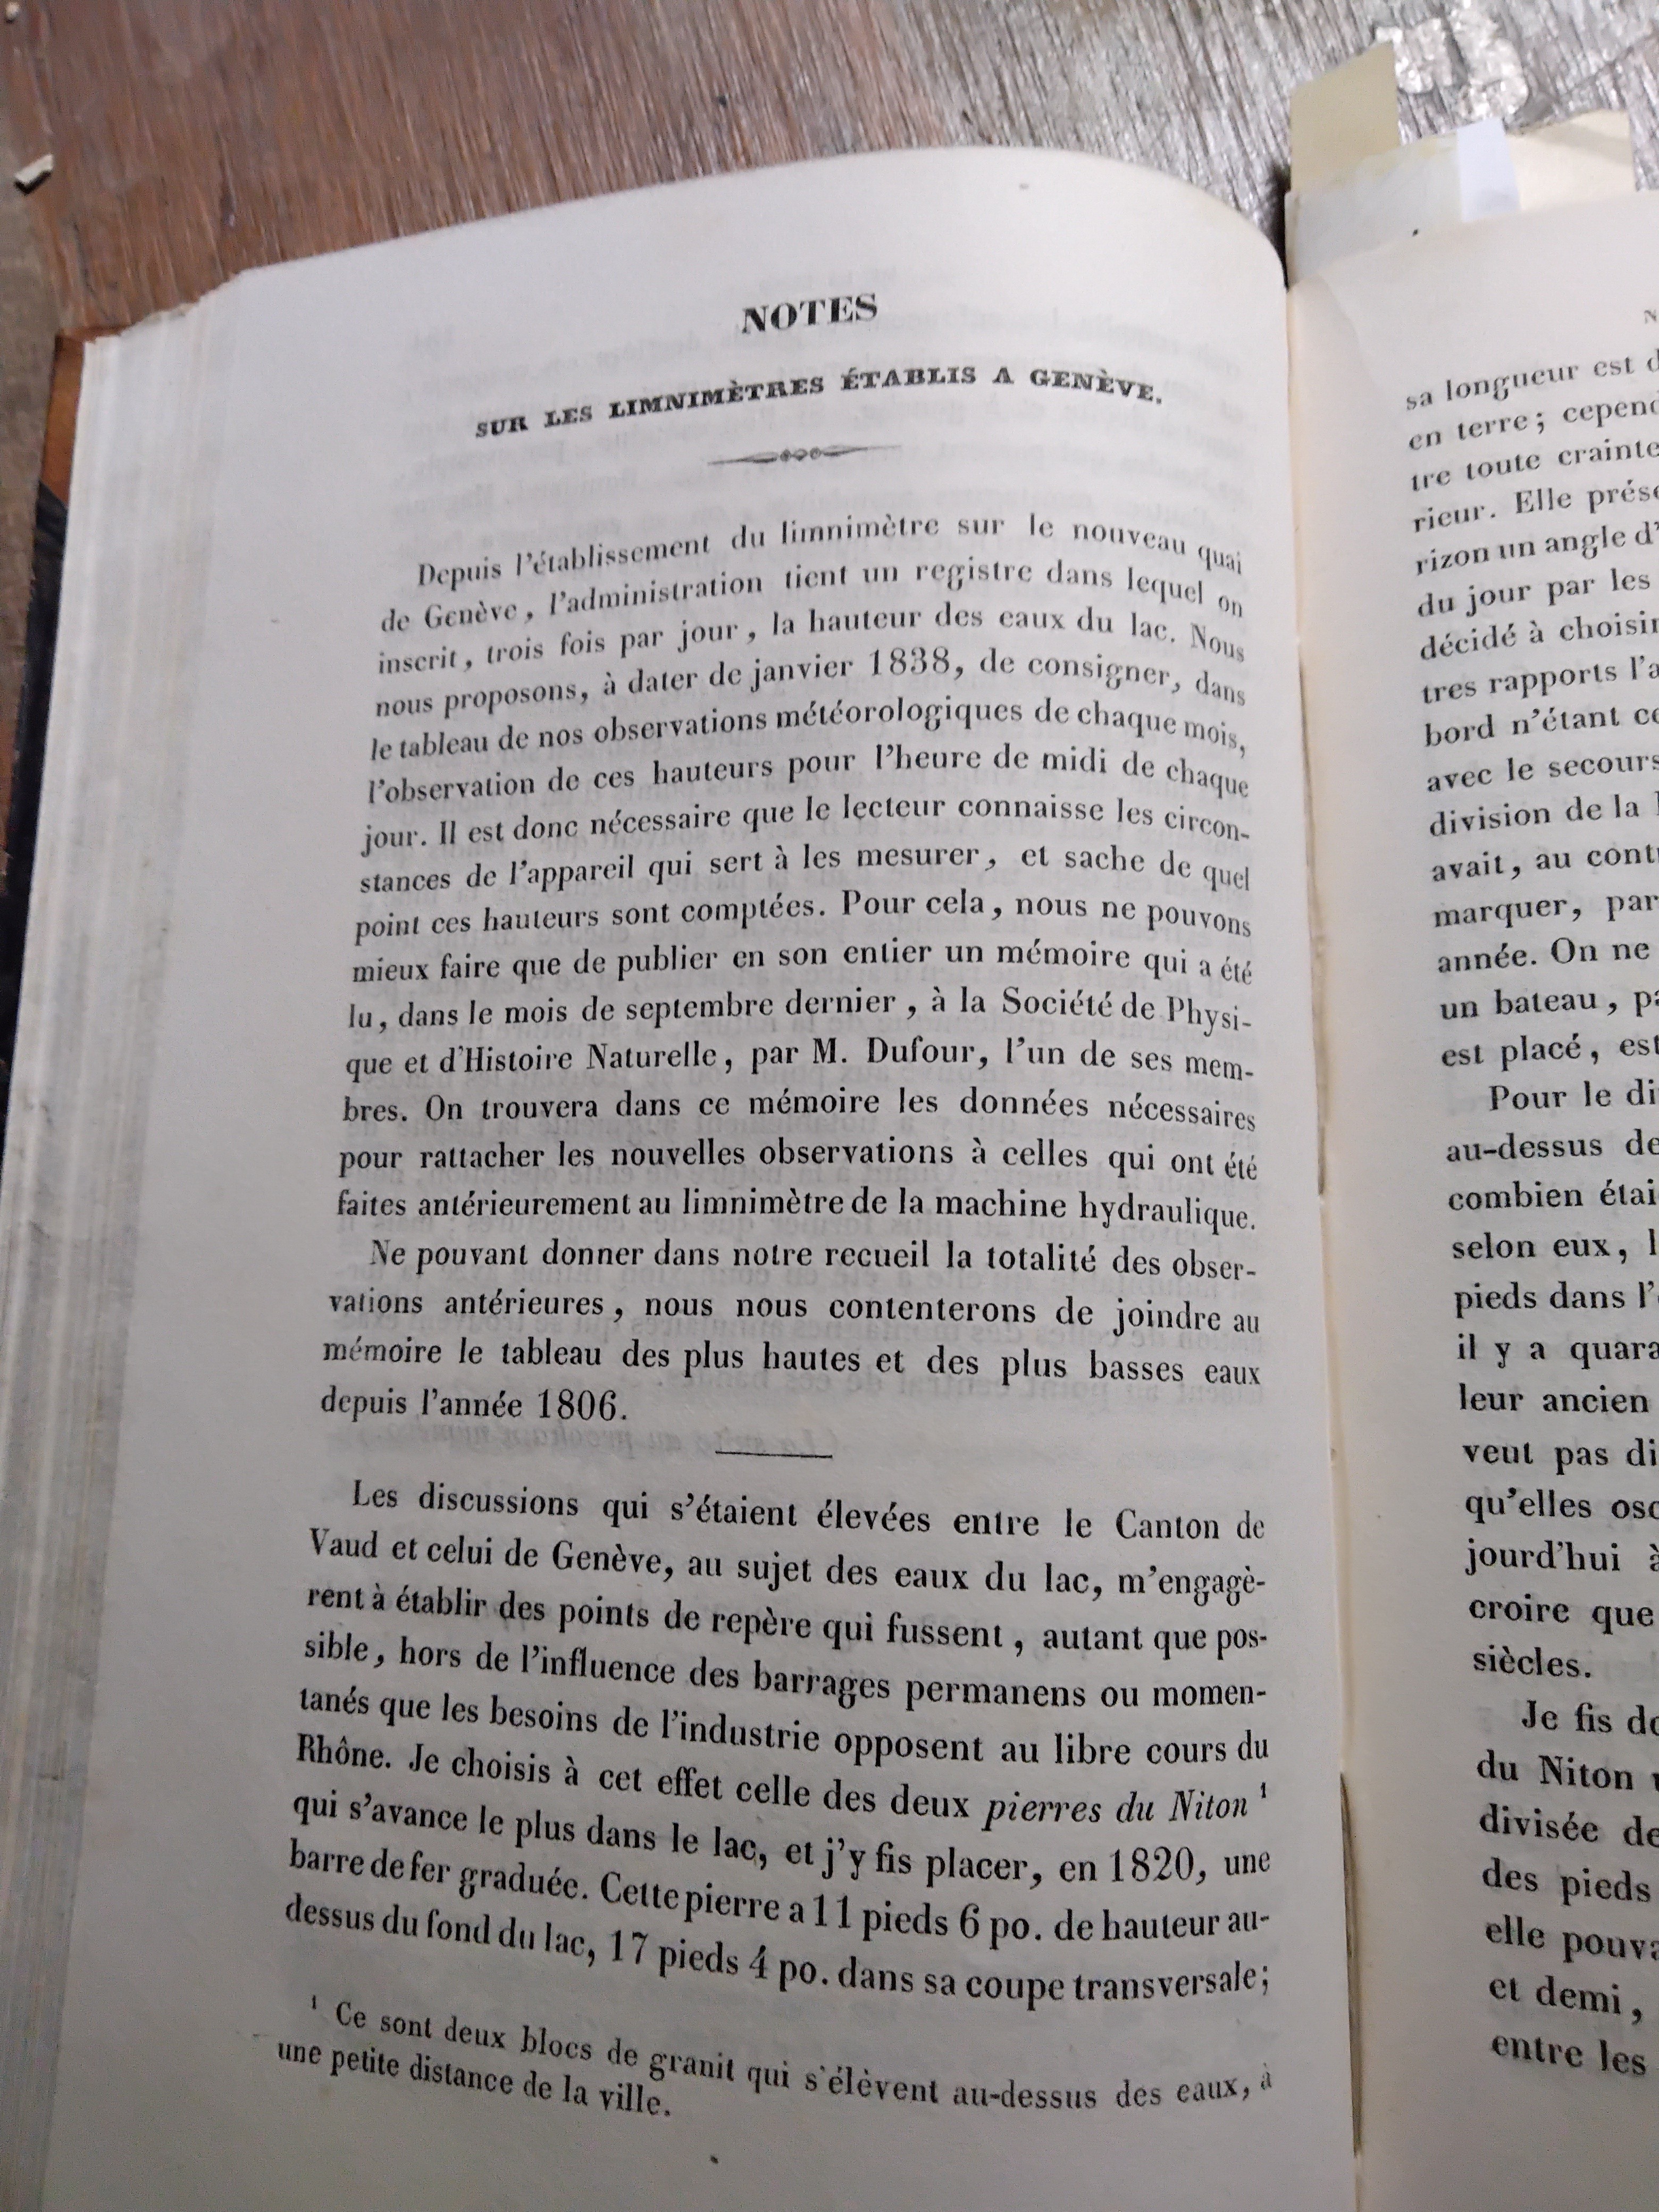 NOTES
SUR LES LIMNIMÈTRES ÉTABLIS A GENÈVE.
Depuis l'établissement du limnimètre sur le nouveau quai
de Genève, l'administration tient un registre dans lequel on
inscrit, trois fois par jour, la hauteur des eaux du lac. Nous
nous proposons, à dater de janvier 1838, de consigner, dans
le tableau de nos observations météorologiques de chaque mois,
l'observation de ces hauteurs pour l'heure de midi de chaque
jour. Il est donc nécessaire que le lecteur connaisse les circon-
stances de l'appareil qui sert à les mesurer, et sache de quel
point ces hauteurs sont comptées. Pour cela, nous ne pouvons
mieux faire que de publier en son entier un mémoire qui a été
lu, dans le mois de septembre dernier, à la Société de Physi-
que et d'Histoire Naturelle, par M. Dufour, l'un de ses mem-
bres. On trouvera dans ce mémoire les données nécessaires
pour rattacher les nouvelles observations à celles qui ont été
faites antérieurement au limnimètre de la machine hydraulique.
Ne pouvant donner dans notre recueil la totalité des obser-
vations antérieures, nous nous contenterons de joindre au
mémoire le tableau des plus hautes et des plus basses eaux
depuis l'année 1806.
Les discussions qui s'étaient élevées entre le Canton de
Vaud et celui de Genève, au sujet des eaux du lac, m'engagè-
rent à établir des points de repère qui fussent, autant que pos-
sible, hors de l'influence des barrages permanens ou momen-
tanés que les besoins de l'industrie opposent au libre cours du
Rhône. Je choisis à cet effet celle des deux pierres du Niton ¹
qui s'avance le plus dans le lac, et j'y fis placer, en 1820, une
barre de fer graduée. Cette pierre a 11 pieds 6 po. de hauteur au-
dessus du fond du lac, 17 pieds 4 po. dans sa coupe transversale;
¹ Ce sont deux blocs de granit qui s'élèvent au-dessus des eaux, à
une petite distance de la ville.
sa longueur est
en terre;
tre toute crainte
rieur. Elle
rizon un angle
du jour par les
décidé à choisir
tres rapports
bord n'étant
avec le secours
division de la
avait, au
marquer, par
année. On ne
un bateau,
est placé,
Pour le
au-dessus
combien
selon eux,
pieds dans
il y a
leur ancien
veut pas
qu'elles
jourd'hui à
croire que
siècles.
Je fis
du Niton
divisée
des pieds
elle
et demi,
entre les